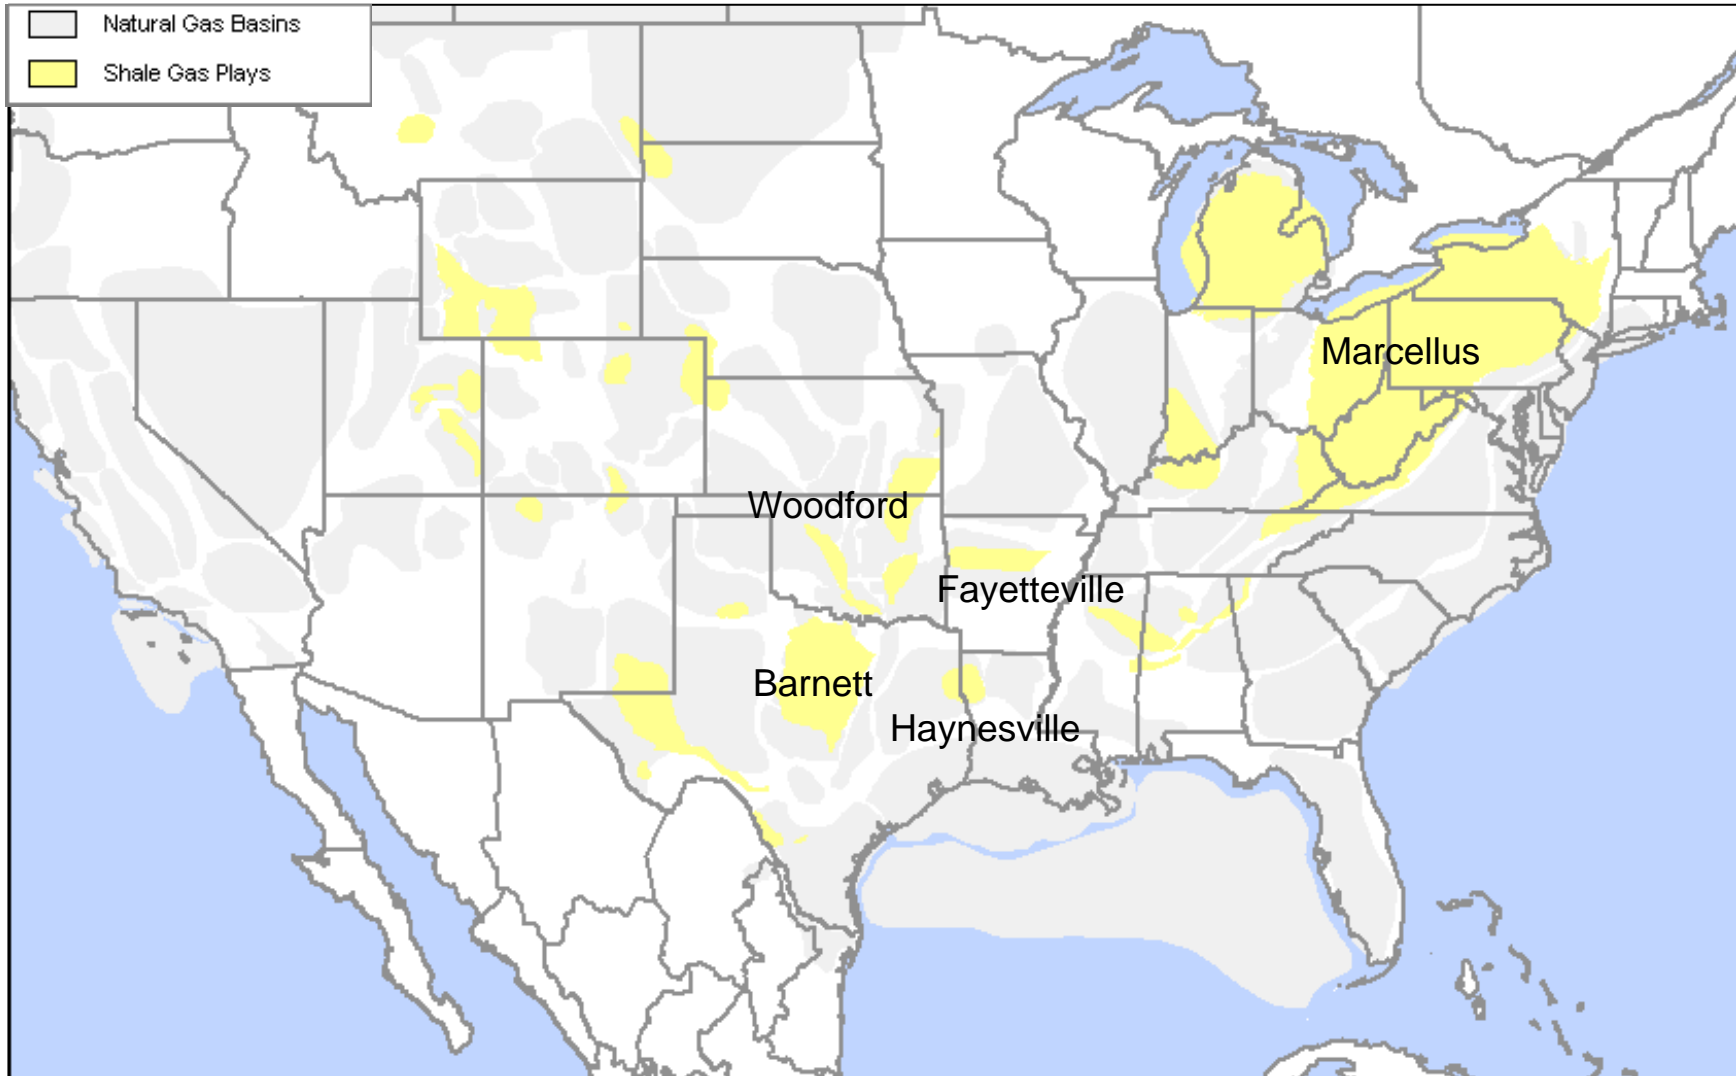 Natural Gas Basins
Shale Gas Plays
Marcellus
Woodford
Fayetteville
Barnett
Haynesville